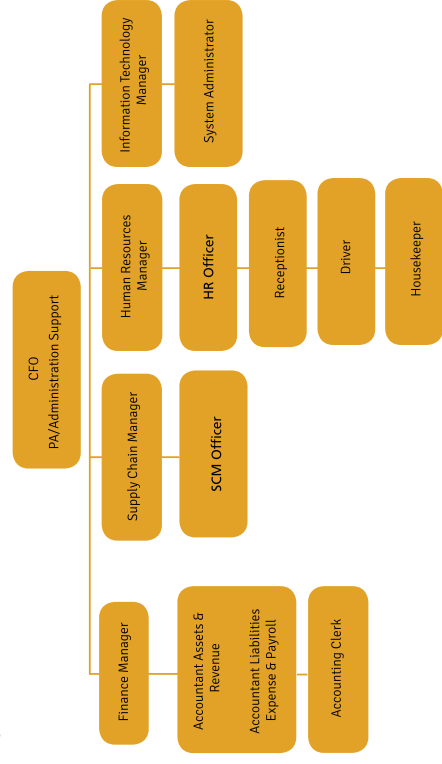 CFO
PA/Administration Support
Finance Manager
Accountant Assets &
Revenue
Accountant Liabilities
Expense & Payroll
Accounting Clerk
Supply Chain Manager
SCM Officer
Human Resources
Manager
HR Officer
Receptionist
Driver
Housekeeper
Information Technology
Manager
System Administrator